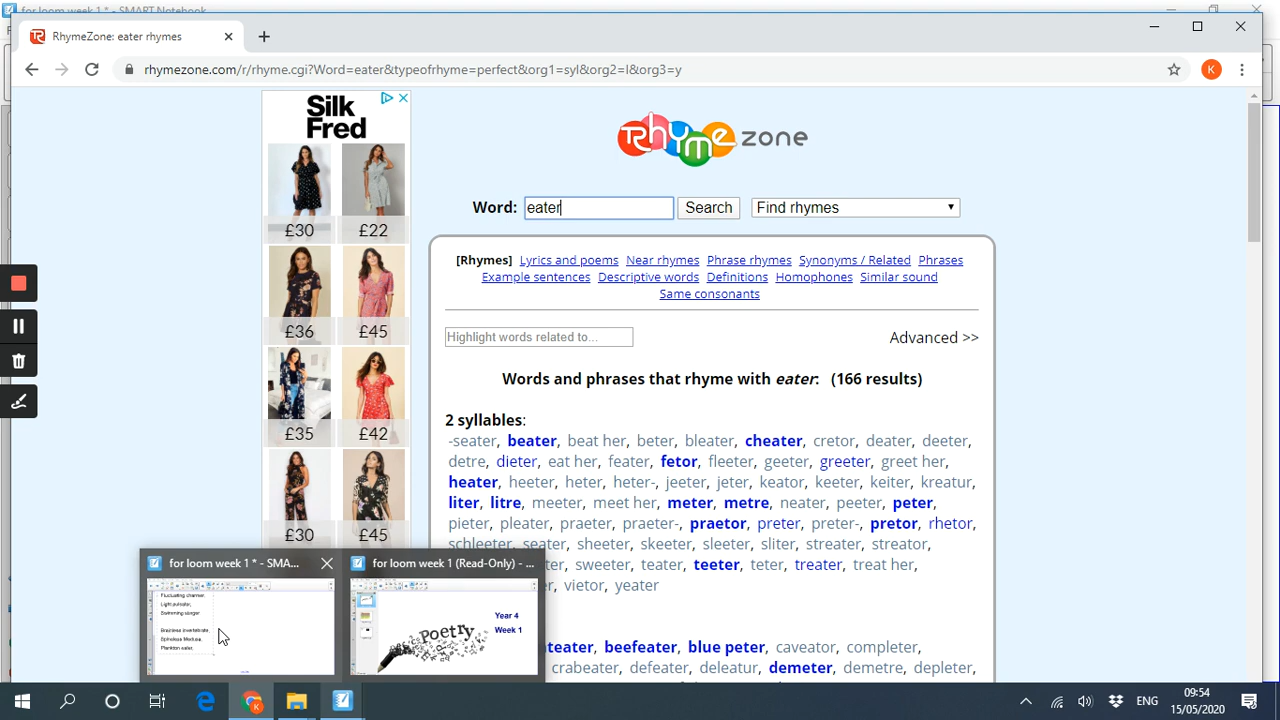 for loom week 1 * - SMART Notebook
RhymeZone: eater rhymes
rhymezone.com/r/rhyme.cgi?Word=eater&typeofrhyme=perfect&org1=syl&org2=l&org3=y
K
Silk
Fred
£30 £22
£36 £45
£35 £42
£30 £45
Rhyme zone
Word: eater Search Find rhymes
[Rhymes] Lyrics and poems Near rhymes Phrase rhymes Synonyms / Related Phrases
Example sentences Descriptive words Definitions Homophones Similar sound
Same consonants
Highlight words related to... Advanced >>
Words and phrases that rhyme with eater: (166 results)
2 syllables:
-seater, beater, beat her, beter, bleater, cheater, cretor, deater, deeter,
detre, dieter, eat her, feater, fetor, fleeter, geeter, greeter, greet her,
heater, heeter, heter, heter-, jeeter, jeter, keator, keeter, keiter, kreatur,
liter, litre, meeter, meet her, meter, metre, neater, peeter, peter,
pieter, pleater, praeter, praeter-, praetor, preter, preter-, pretor, rhetor,
schleeter, seater, sheeter, skeeter, sleeter, sliter, streater, streator,
sweeter, teater, teeter, teter, treater, treat her,
vietor, yeater
beefeater, blue peter, caveator, completer,
crabeater, defeater, deleatur, demeter, demetre, depleter,
for loom week 1 * - SMA...
Fluctuating channel,
Light pulsator,
Swimming slurger
Brainless invertebrate,
Spineless Medusa,
Plankton eater,
for loom week 1 (Read-Only) - ...
Poetry
Year 4
Week 1
ENG
09:54
15/05/2020